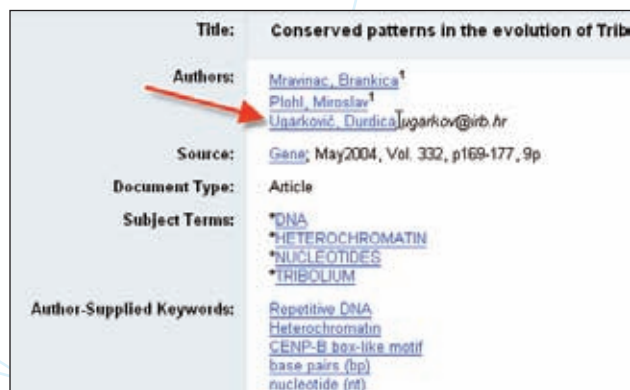 Title: Conserved patterns in the evolution of Trib
Authors: Mravinac, Brankica¹
Plohl, Miroslav¹
Ugarković, Durdica, ugarkov@irb.hr
Source: Gene; May2004, Vol. 332, p169-177, 9p
Document Type: Article
Subject Terms: *DNA
*HETEROCHROMATIN
*NUCLEOTIDES
*TRIBOLIUM
Author-Supplied Keywords: Repetitive DNA
Heterochromatin
CENP-B box-like motif
base pairs (bp)
nucleotide (nt)